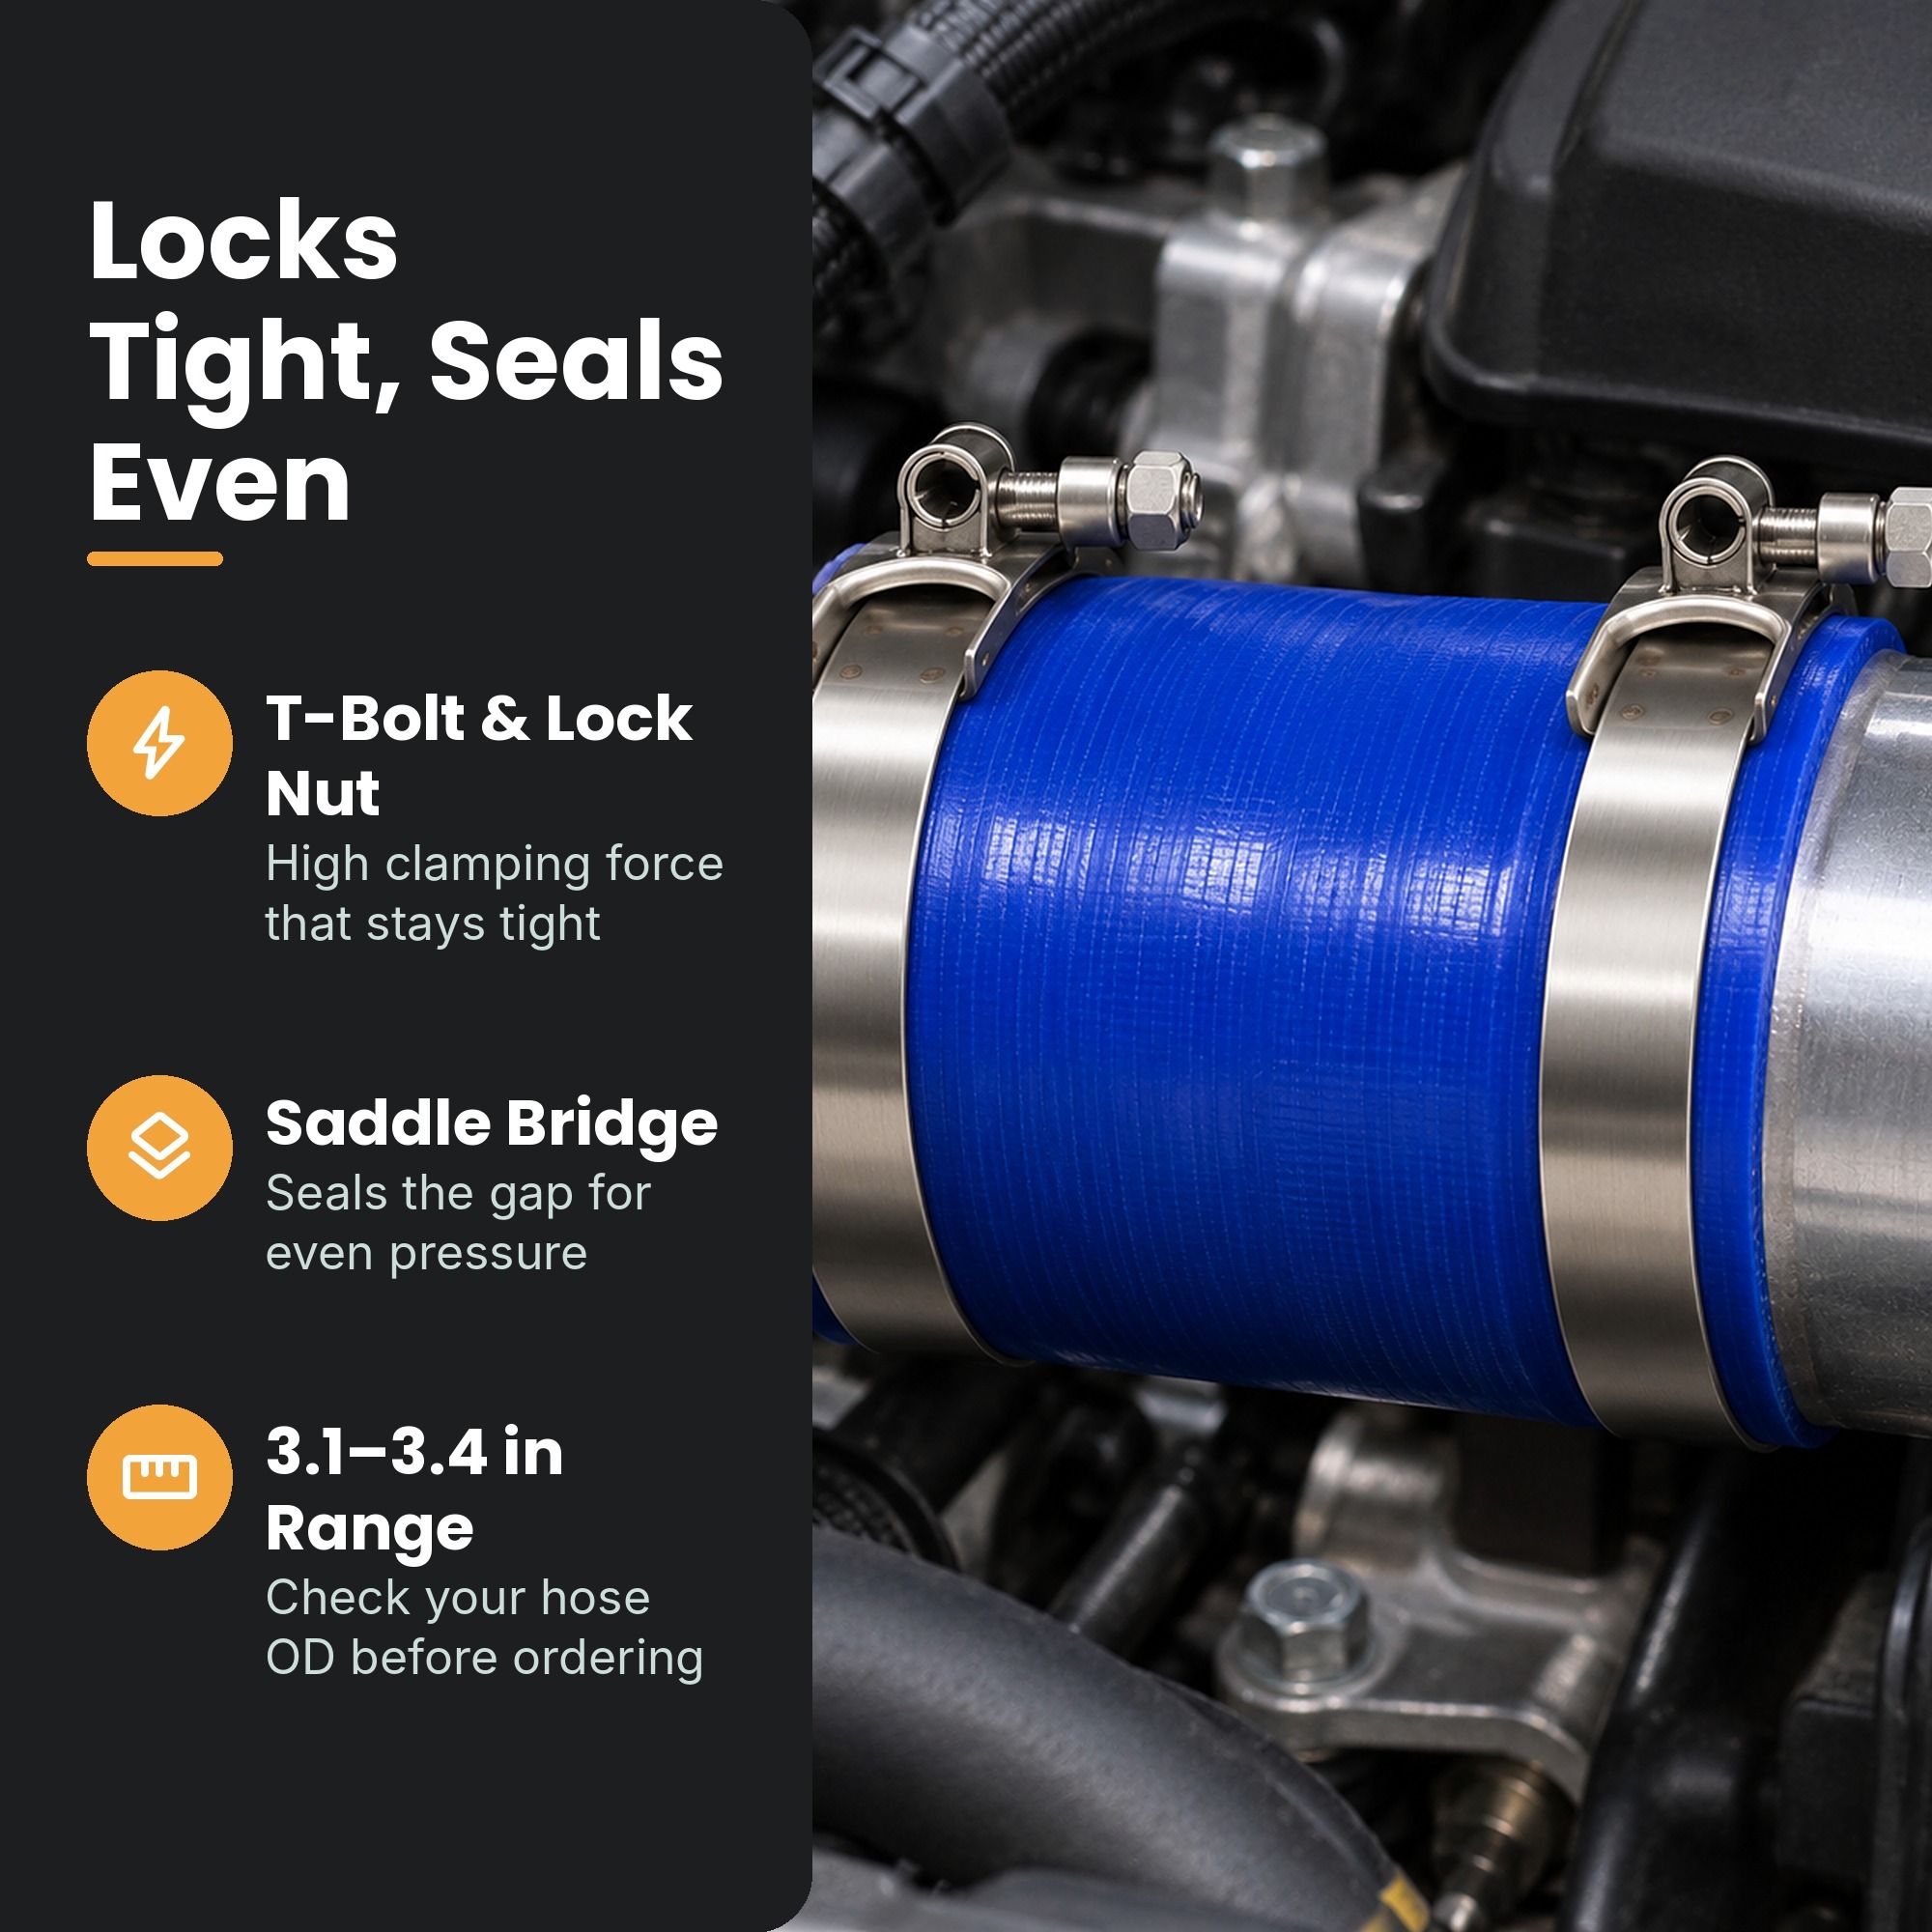 Locks
Tight, Seals
Even
T-Bolt & Lock
Nut
High clamping force
that stays tight
Saddle Bridge
Seals the gap for
even pressure
3.1–3.4 in
Range
Check your hose
OD before ordering